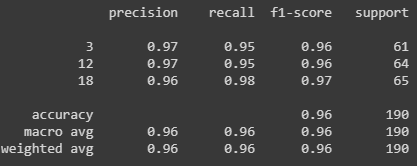 precision recall f1-score support
3 0.97 0.95 0.96 61
12 0.97 0.95 0.96 64
18 0.96 0.98 0.97 65
accuracy 0.96 190
macro avg 0.96 0.96 0.96 190
weighted avg 0.96 0.96 0.96 190